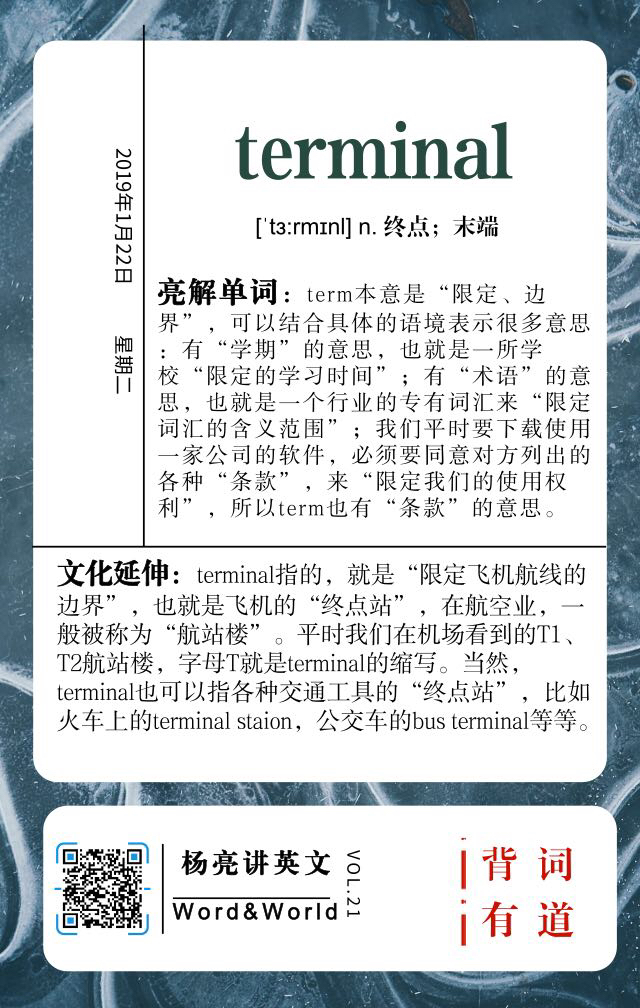 2019年1月22日 星期二
terminal
[ˈtɜ:rmɪnl] n. 终点；末端
亮解单词：term本意是“限定、边
界”，可以结合具体的语境表示很多意思
：有“学期”的意思，也就是一所学
校“限定的学习时间”；有“术语”的意
思，也就是一个行业的专有词汇来“限定
词汇的含义范围”；我们平时要下载使用
一家公司的软件，必须要同意对方列出的
各种“条款”，来“限定我们的使用权
利”，所以term也有“条款”的意思。
文化延伸：terminal指的，就是“限定飞机航线的
边界”，也就是飞机的“终点站”，在航空业，一
般被称为“航站楼”。平时我们在机场看到的T1、
T2航站楼，字母T就是terminal的缩写。当然，
terminal也可以指各种交通工具的“终点站”，比如
火车上的terminal staion，公交车的bus terminal等等。
杨亮讲英文
Word&World
VOL.21
背词
有道